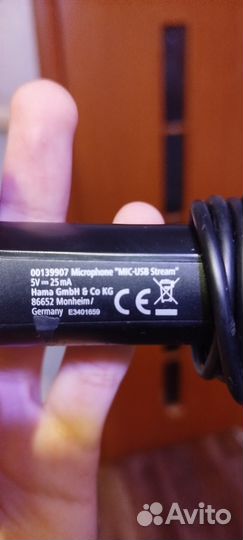 00139907 Microphone "MIC-USB Stream"
5V⎓25mA
Hama GmbH & Co KG
86652 Monheim/
Germany E3401659
CE
Avito